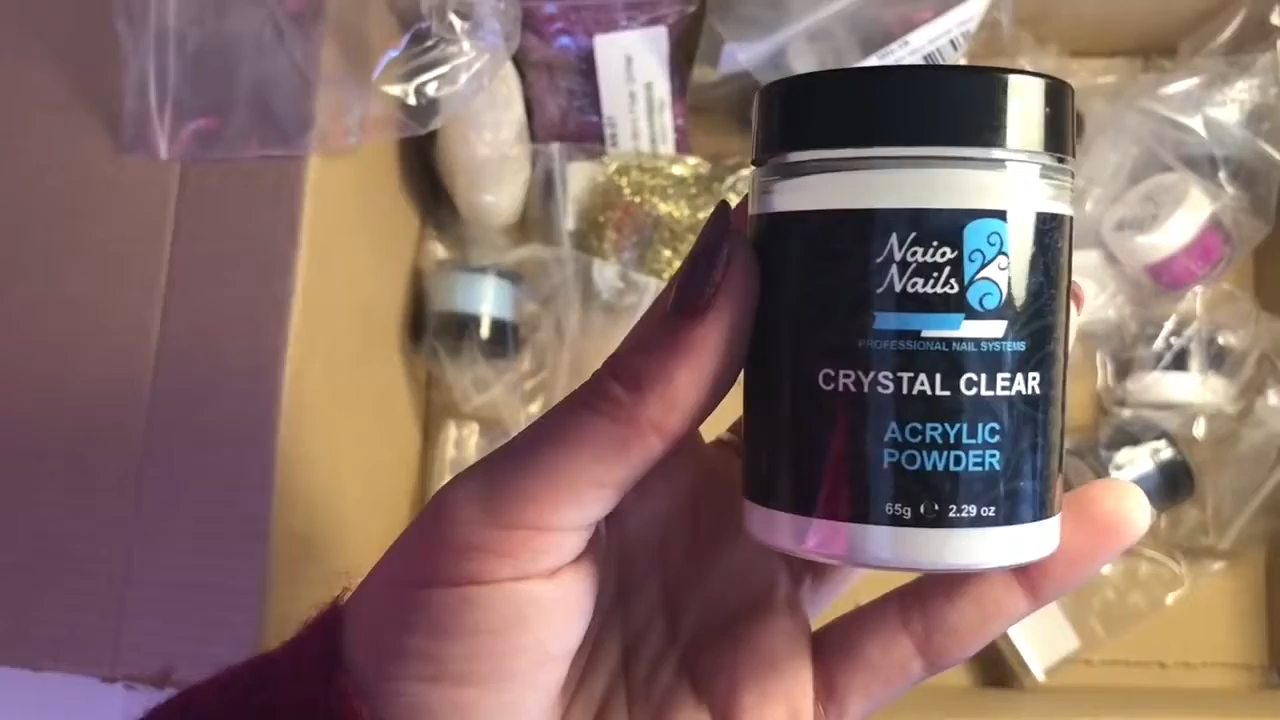 Naio
Nails
PROFESSIONAL NAIL SYSTEMS
CRYSTAL CLEAR
ACRYLIC
POWDER
65g ℮ 2.29 oz